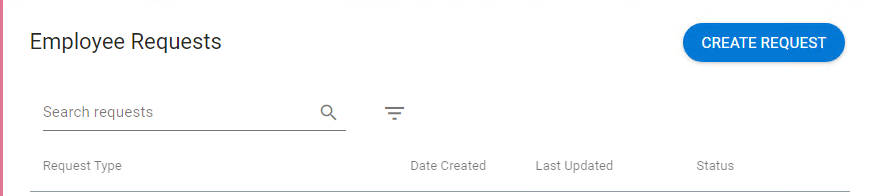 Employee Requests
CREATE REQUEST
Search requests
Request Type Date Created Last Updated Status